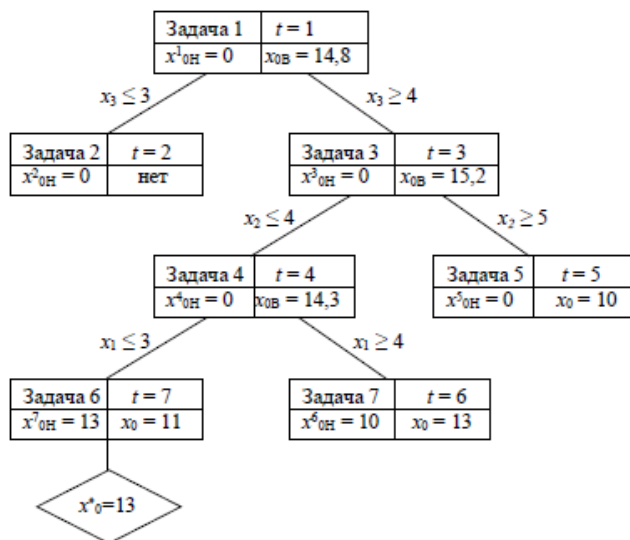 Задача 1 t = 1
x¹₀Н = 0 x₀В = 14,8
x₃ ≤ 3 x₃ ≥ 4
Задача 2 t = 2 Задача 3 t = 3
x²₀Н = 0 нет x³₀Н = 0 x₀В = 15,2
x₂ ≤ 4 x₂ ≥ 5
Задача 4 t = 4 Задача 5 t = 5
x⁴₀Н = 0 x₀В = 14,3 x⁵₀Н = 0 x₀ = 10
x₁ ≤ 3 x₁ ≥ 4
Задача 6 t = 7 Задача 7 t = 6
x⁷₀Н = 13 x₀ = 11 x⁶₀Н = 10 x₀ = 13
x*₀=13